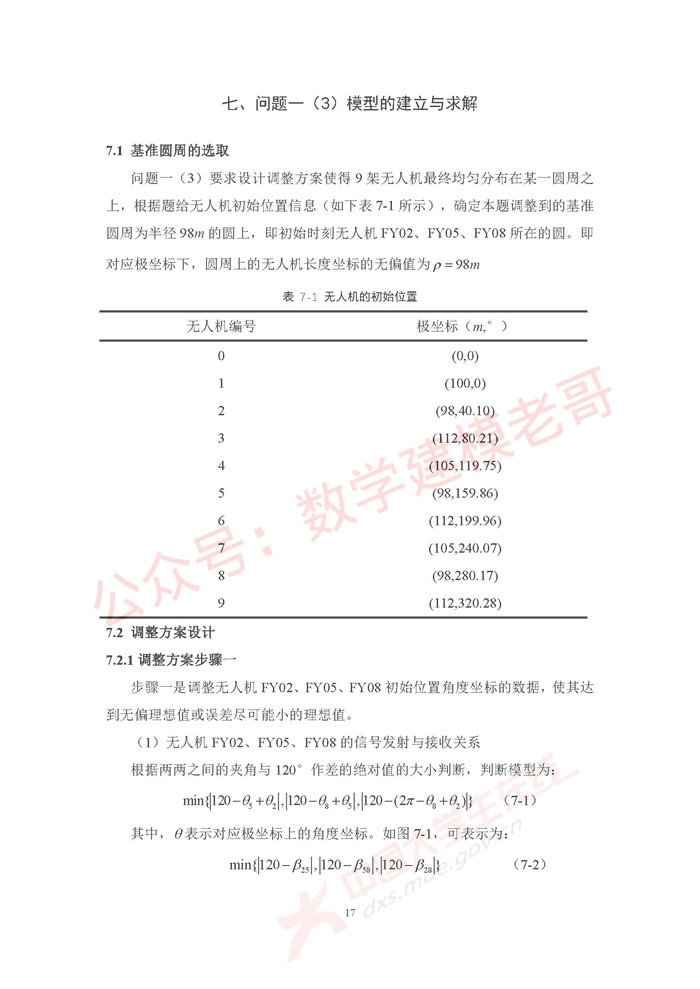 七、问题一（3）模型的建立与求解
7.1 基准圆周的选取
问题一（3）要求设计调整方案使得 9 架无人机最终均匀分布在某一圆周之
上，根据题给无人机初始位置信息（如下表 7-1 所示），确定本题调整到的基准
圆周为半径 98m 的圆上，即初始时刻无人机 FY02、FY05、FY08 所在的圆。即
对应极坐标下，圆周上的无人机长度坐标的无偏值为 ρ = 98m
表 7-1 无人机的初始位置
无人机编号 极坐标（m,°）
0 (0,0)
1 (100,0)
2 (98,40.10)
3 (112,80.21)
4 (105,119.75)
5 (98,159.86)
6 (112,199.96)
7 (105,240.07)
8 (98,280.17)
9 (112,320.28)
7.2 调整方案设计
7.2.1 调整方案步骤一
步骤一是调整无人机 FY02、FY05、FY08 初始位置角度坐标的数据，使其达
到无偏理想值或误差尽可能小的理想值。
（1）无人机 FY02、FY05、FY08 的信号发射与接收关系
根据两两之间的夹角与 120° 作差的绝对值的大小判断，判断模型为：
min{|120−θ₅+θ₂|,|120−θ₈+θ₅|,|120−(2π−θ₈+θ₂)|} （7-1）
其中，θ 表示对应极坐标上的角度坐标。如图 7-1，可表示为：
min{|120−β₂₅|,|120−β₅₈|,|120−β₂₈|} （7-2）
17
公众号：数学建模老哥
中国大学生在线
dxs.moe.gov.cn